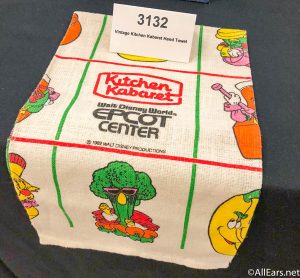 3132
Vintage Kitchen Kabaret Hand Towel
Kitchen
Kabaret
Walt Disney World®
EPCOT
CENTER
© 1982 WALT DISNEY PRODUCTIONS
©AllEars.net